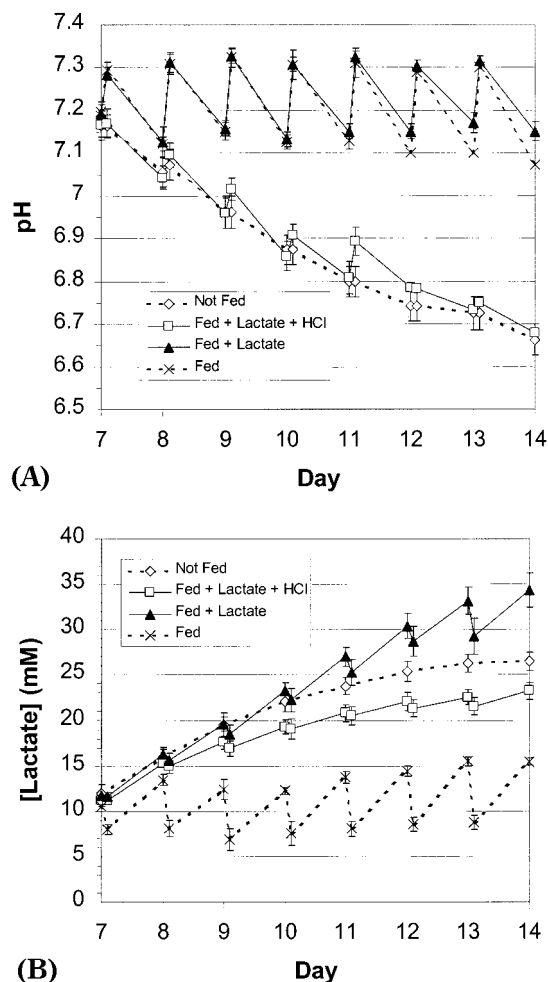 7.4
7.3
7.2
7.1
7
6.9
6.8
6.7
6.6
6.5
pH
Not Fed
Fed + Lactate + HCl
Fed + Lactate
Fed
7 8 9 10 11 12 13 14
Day
(A)
40
35
30
25
20
15
10
5
0
[Lactate] (mM)
Not Fed
Fed + Lactate + HCl
Fed + Lactate
Fed
7 8 9 10 11 12 13 14
Day
(B)